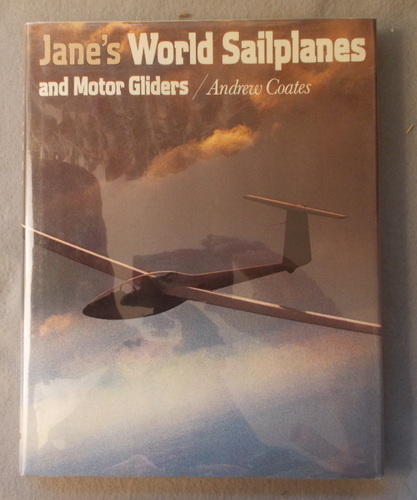 Jane's World Sailplanes
and Motor Gliders / Andrew Coates